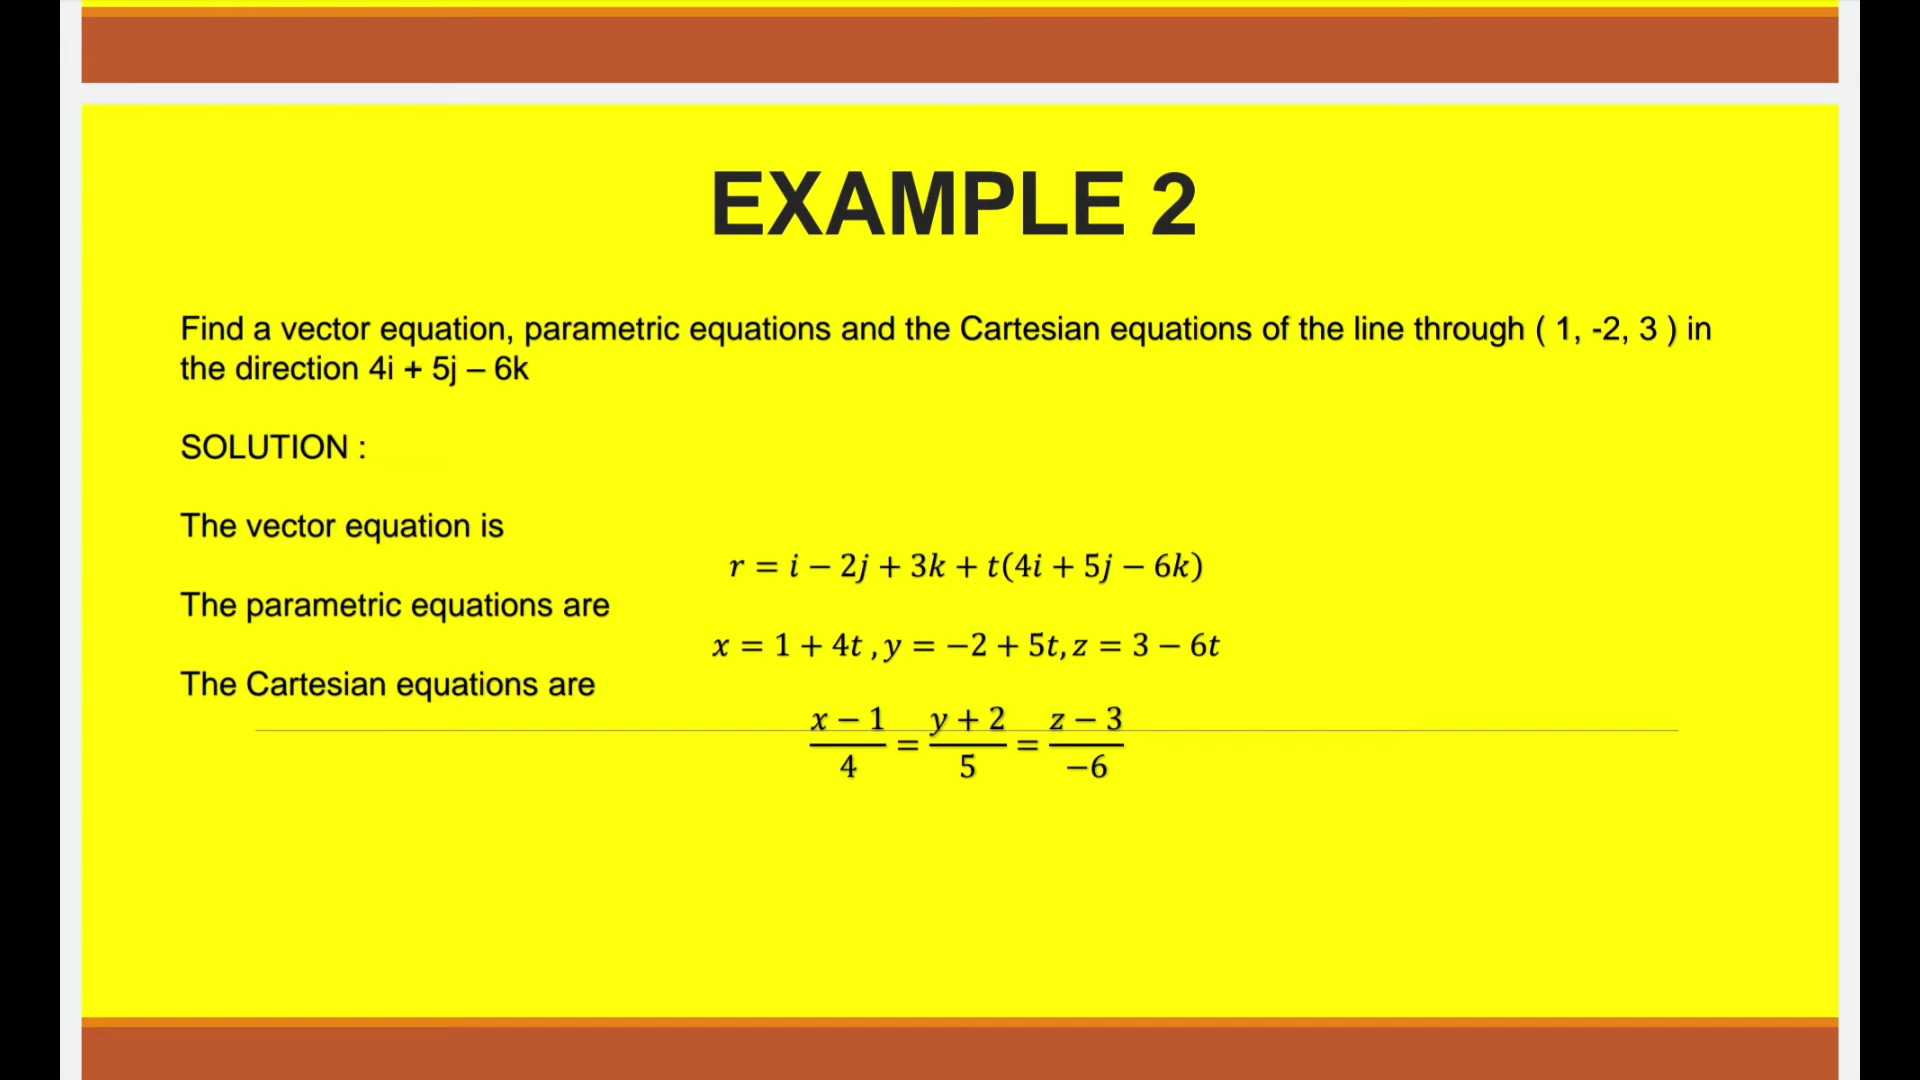 EXAMPLE 2
Find a vector equation, parametric equations and the Cartesian equations of the line through ( 1, -2, 3 ) in
the direction 4i + 5j – 6k
SOLUTION :
The vector equation is
r = i − 2j + 3k + t(4i + 5j − 6k)
The parametric equations are
x = 1 + 4t , y = −2 + 5t, z = 3 − 6t
The Cartesian equations are
x − 1 y + 2 z − 3
= =
4 5 −6